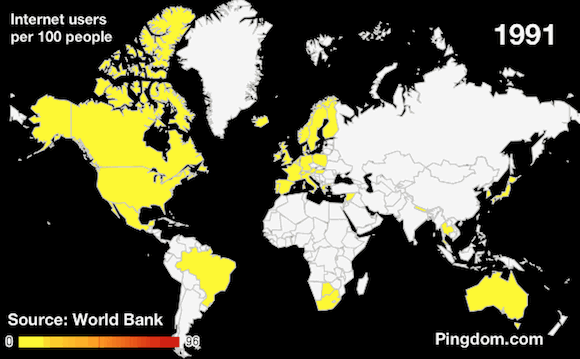 Internet users
per 100 people
1991
Source: World Bank
0 96
Pingdom.com